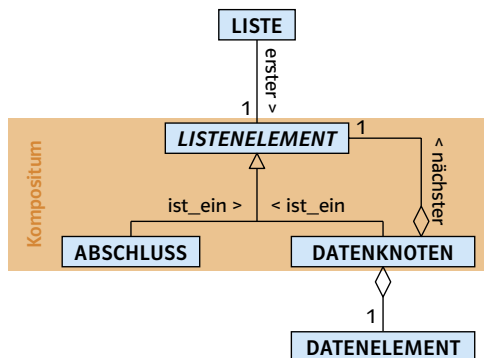 LISTE
erster >
1
LISTENELEMENT
1
< nächster
Kompositum
ist_ein >
< ist_ein
ABSCHLUSS
DATENKNOTEN
1
DATENELEMENT